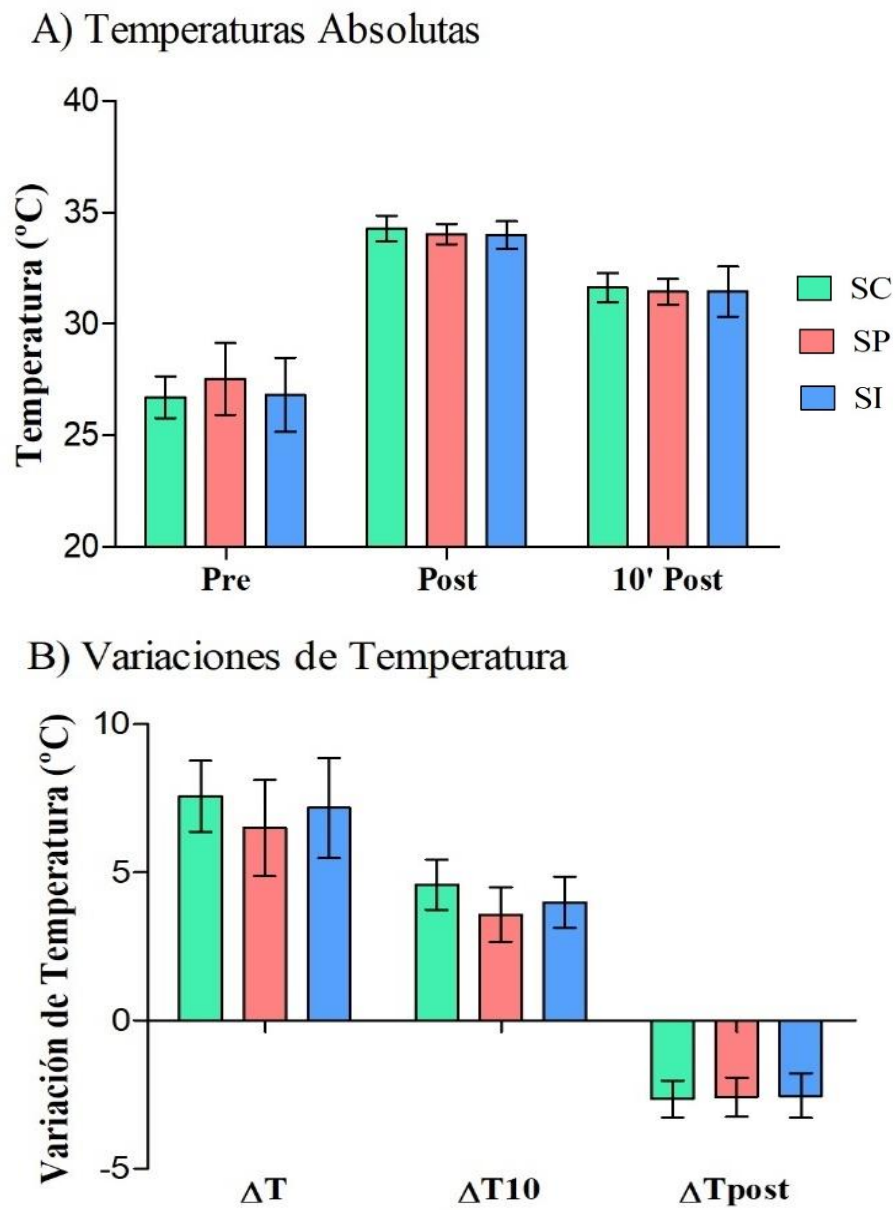 A) Temperaturas Absolutas
Temperatura (ºC)
40
35
30
25
20
Pre Post 10' Post
SC
SP
SI
B) Variaciones de Temperatura
Variación de Temperatura (ºC)
10
5
0
-5
ΔT ΔT10 ΔTpost